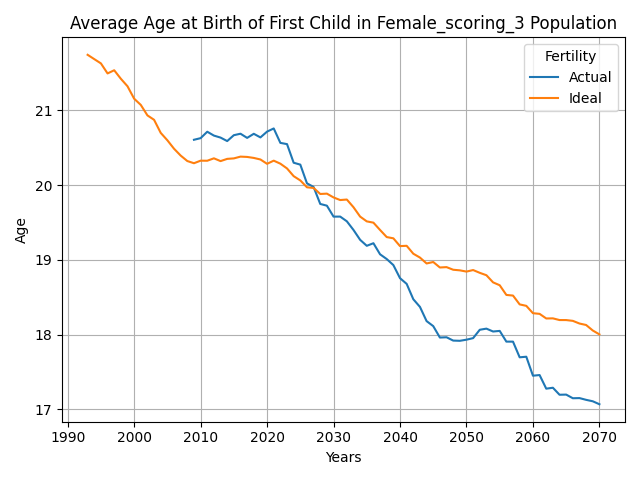 Average Age at Birth of First Child in Female_scoring_3 Population
Fertility
Actual
Ideal
Age
21
20
19
18
17
1990 2000 2010 2020 2030 2040 2050 2060 2070
Years